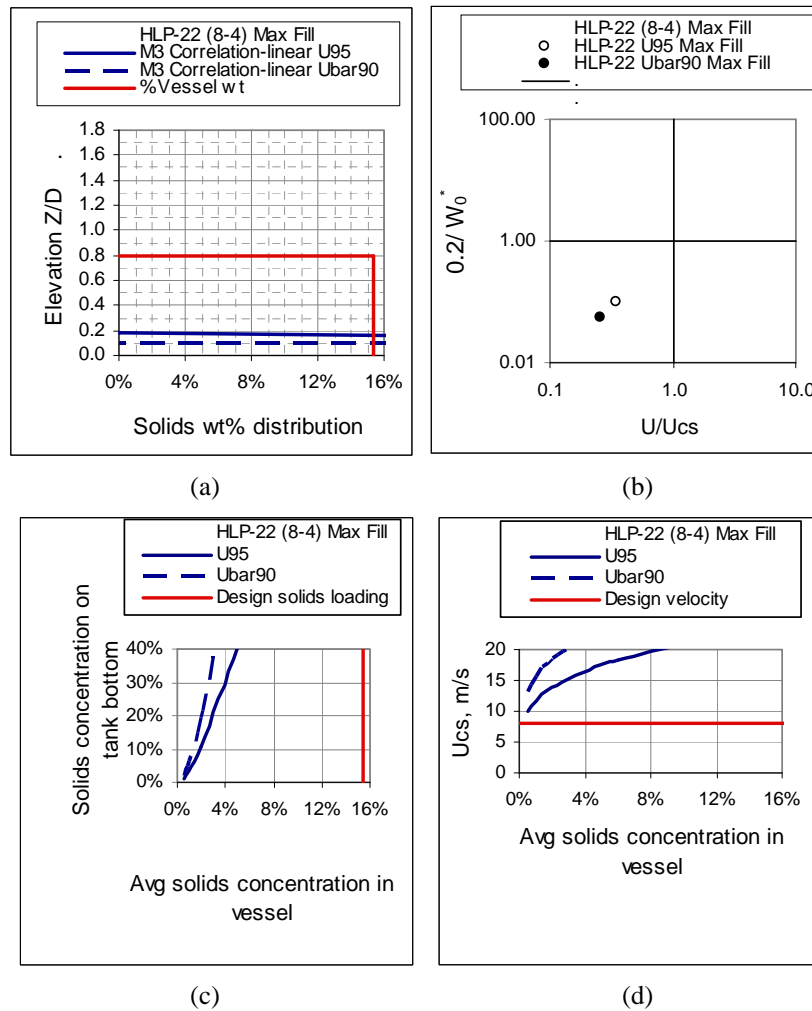 HLP-22 (8-4) Max Fill
M3 Correlation-linear U95
M3 Correlation-linear Ubar90
%Vessel wt
Elevation Z/D
1.8
1.6
1.4
1.2
1.0
0.8
0.6
0.4
0.2
0.0
0% 4% 8% 12% 16%
Solids wt% distribution
(a)
HLP-22 (8-4) Max Fill
HLP-22 U95 Max Fill
HLP-22 Ubar90 Max Fill
.
.
0.2/ W0*
100.00
1.00
0.01
0.1 1.0 10.0
U/Ucs
(b)
HLP-22 (8-4) Max Fill
U95
Ubar90
Design solids loading
Solids concentration on
tank bottom
40%
30%
20%
10%
0%
0% 4% 8% 12% 16%
Avg solids concentration in
vessel
(c)
HLP-22 (8-4) Max Fill
U95
Ubar90
Design velocity
Ucs, m/s
20
15
10
5
0
0% 4% 8% 12% 16%
Avg solids concentration in
vessel
(d)